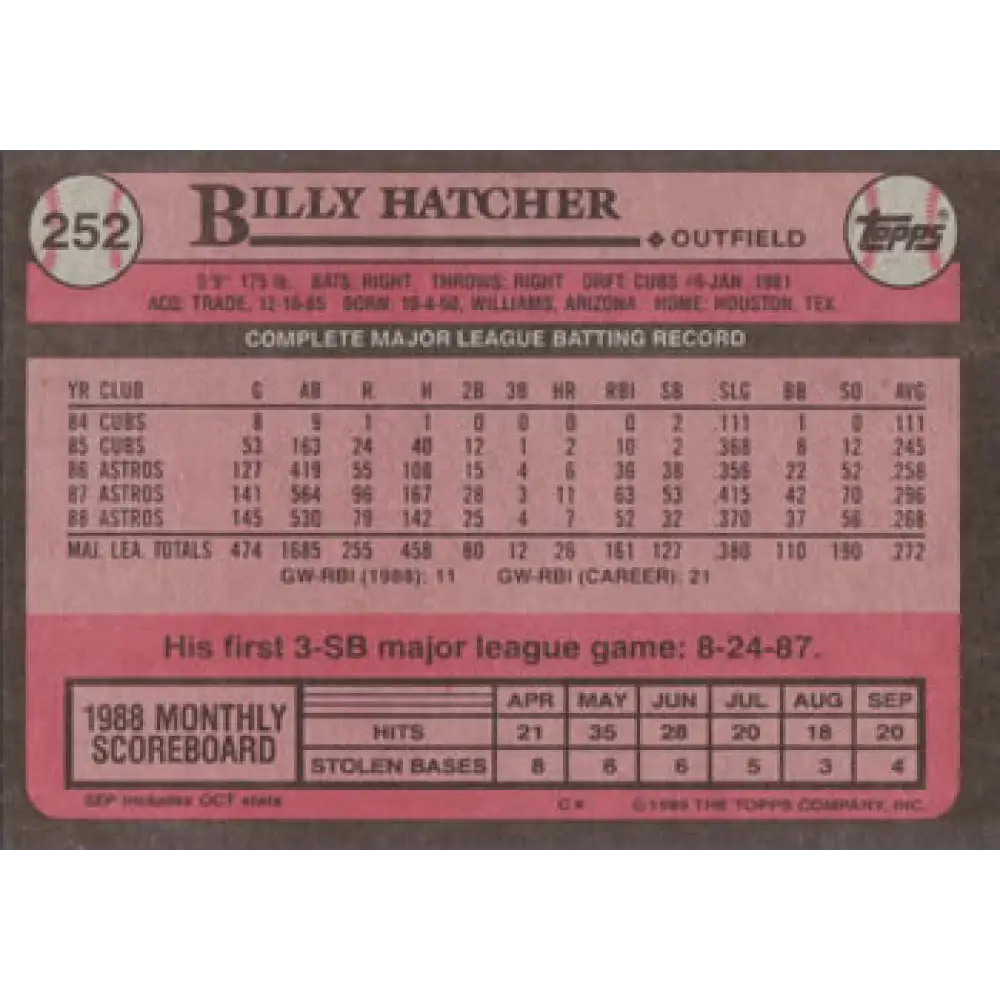 252
BILLY HATCHER
OUTFIELD
Topps®
5'9" 175 lb. BATS: RIGHT THROWS: RIGHT DRFT: CUBS #6-JAN. 1981
ACQ: TRADE, 12-10-85 BORN: 10-4-60, WILLIAMS, ARIZONA HOME: HOUSTON, TEX.
COMPLETE MAJOR LEAGUE BATTING RECORD
YR CLUB G AB R H 2B 3B HR RBI SB SLG BB SO AVG
84 CUBS 8 9 1 1 0 0 0 0 2 .111 1 0 .111
85 CUBS 53 163 24 40 12 1 2 10 2 .368 8 12 .245
86 ASTROS 127 419 55 108 15 4 6 36 38 .356 22 52 .258
87 ASTROS 141 564 96 167 28 3 11 63 53 .415 42 70 .296
88 ASTROS 145 530 79 142 25 4 7 52 32 .370 37 56 .268
MAJ. LEA. TOTALS 474 1685 255 458 80 12 26 161 127 .380 110 190 .272
GW-RBI (1988): 11 GW-RBI (CAREER): 21
His first 3-SB major league game: 8-24-87.
1988 MONTHLY SCOREBOARD
APR MAY JUN JUL AUG SEP
HITS 21 35 28 20 18 20
STOLEN BASES 8 6 6 5 3 4
SEP includes OCT stats
C* © 1989 THE TOPPS COMPANY, INC.